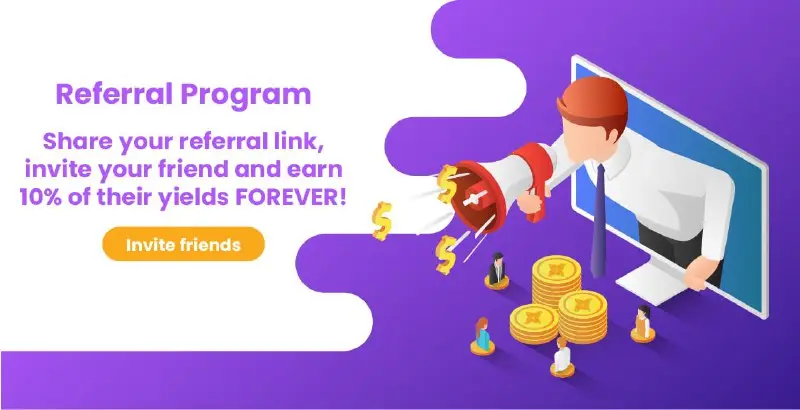 Referral Program
Share your referral link,
invite your friend and earn
10% of their yields FOREVER!
Invite friends